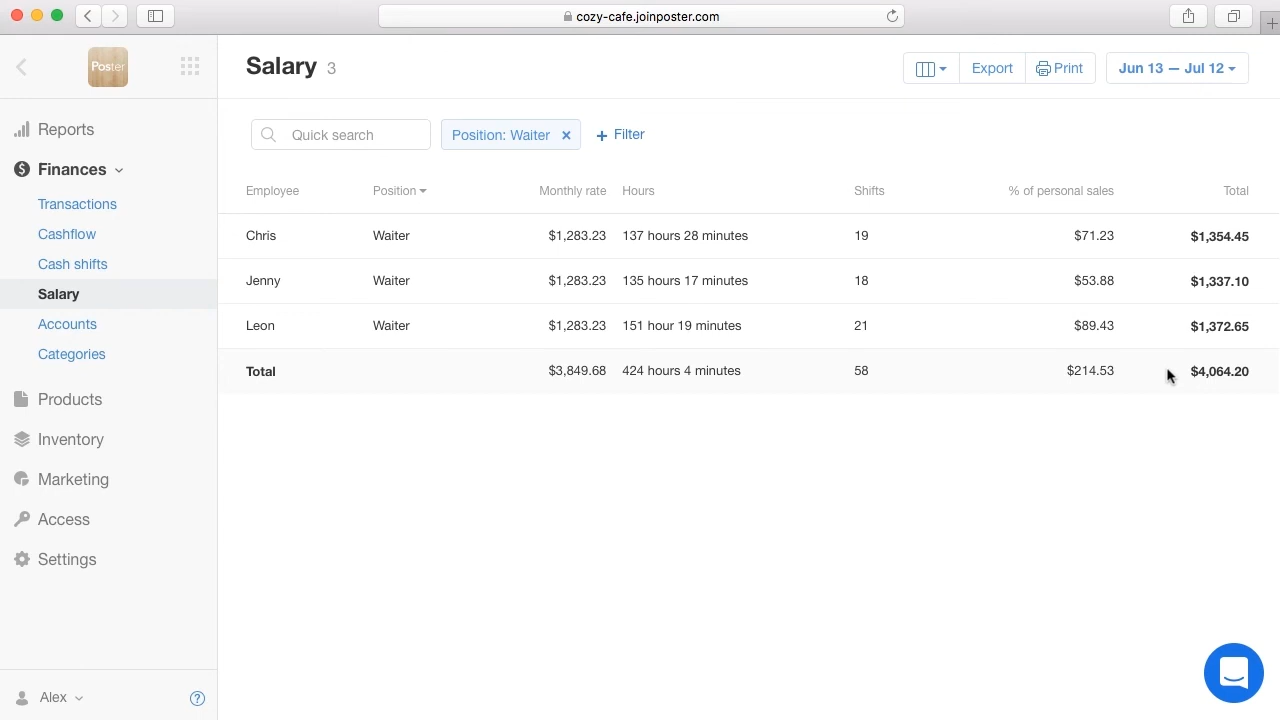 cozy-cafe.joinposter.com
Poster
Salary 3
Export
Print
Jun 13 — Jul 12
Reports
Finances
Transactions
Cashflow
Cash shifts
Salary
Accounts
Categories
Products
Inventory
Marketing
Access
Settings
Alex
?
Quick search
Position: Waiter ×
+ Filter
Employee Position Monthly rate Hours Shifts % of personal sales Total
Chris Waiter $1,283.23 137 hours 28 minutes 19 $71.23 $1,354.45
Jenny Waiter $1,283.23 135 hours 17 minutes 18 $53.88 $1,337.10
Leon Waiter $1,283.23 151 hour 19 minutes 21 $89.43 $1,372.65
Total $3,849.68 424 hours 4 minutes 58 $214.53 $4,064.20